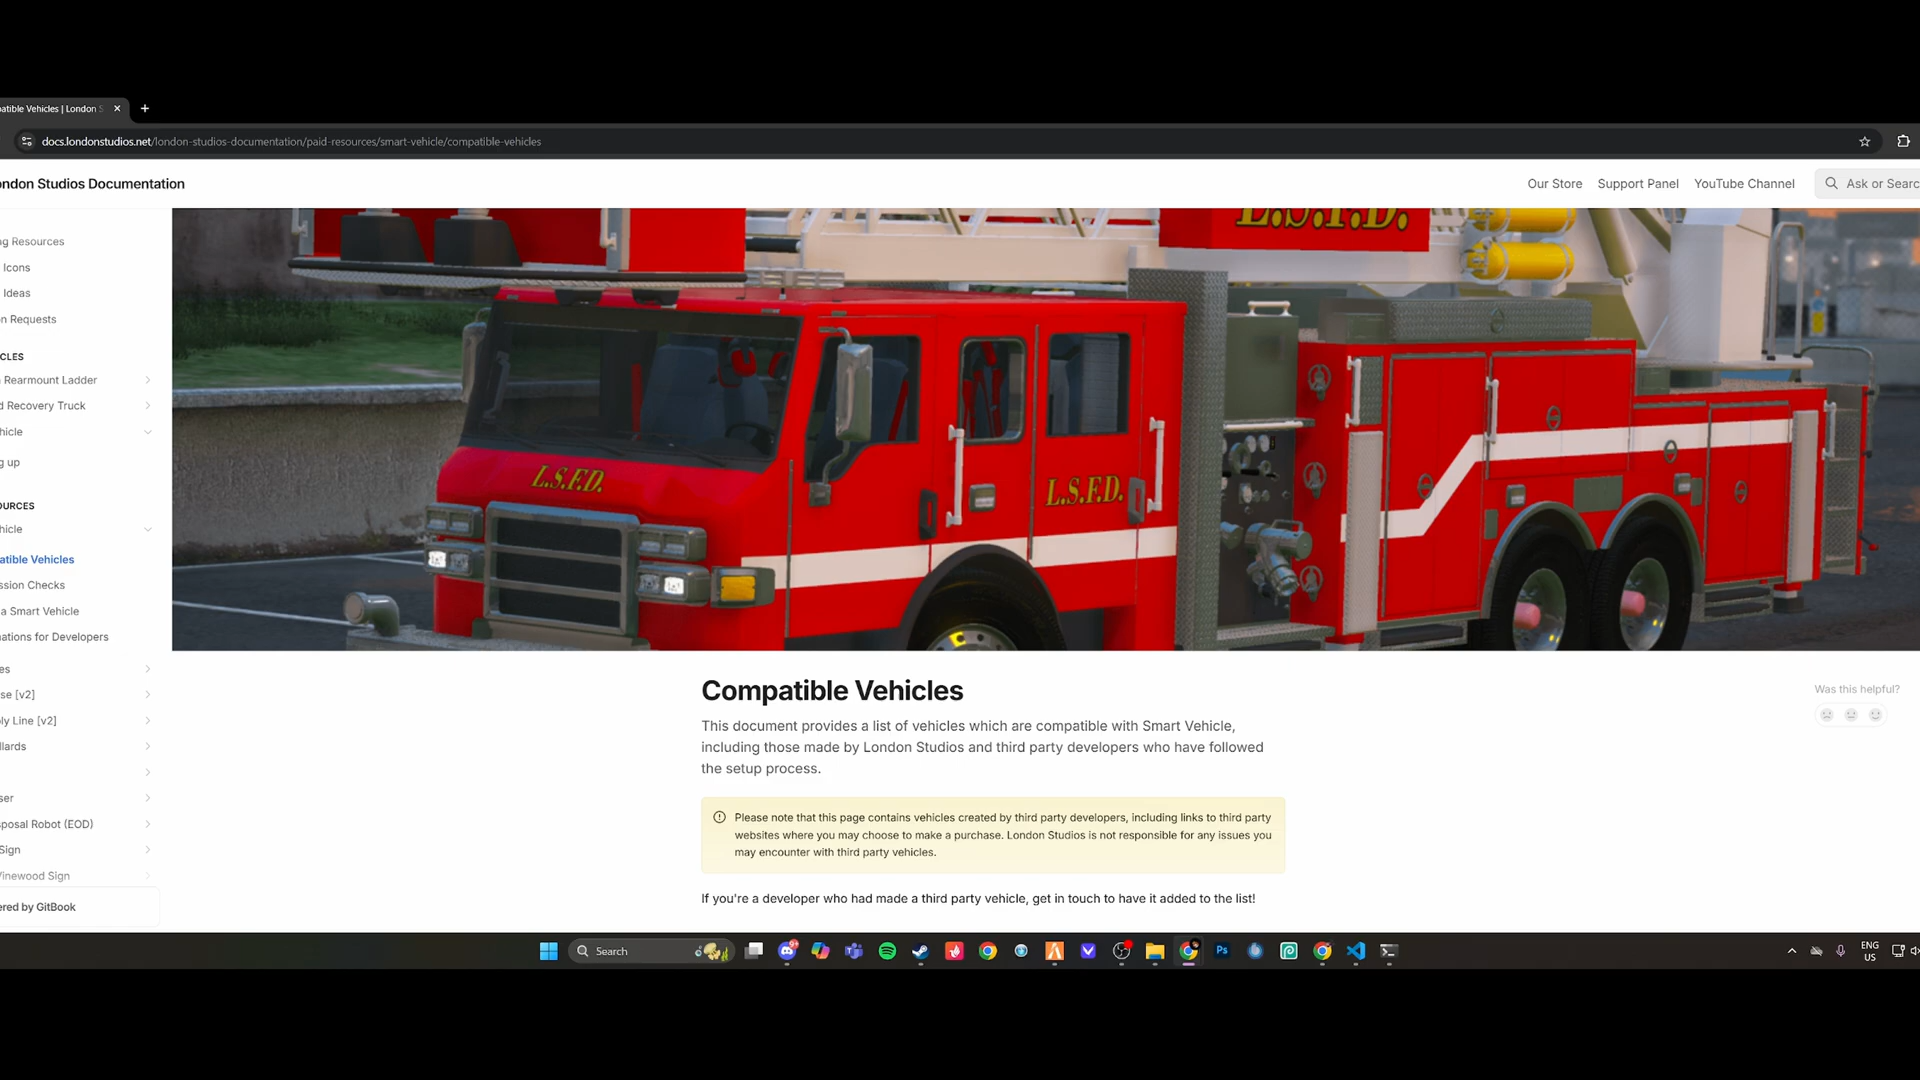 atible Vehicles | London S
docs.londonstudios.net/london-studios-documentation/paid-resources/smart-vehicle/compatible-vehicles
ondon Studios Documentation
Our Store
Support Panel
YouTube Channel
Ask or Searc
ng Resources
Icons
Ideas
n Requests
CLES
Rearmount Ladder
d Recovery Truck
hicle
g up
OURCES
hicle
atible Vehicles
ssion Checks
a Smart Vehicle
ations for Developers
es
se [v2]
ly Line [v2]
llards
ser
sposal Robot (EOD)
Sign
Vinewood Sign
ered by GitBook
L.S.F.D.
L.S.F.D.
L.S.F.D.
Compatible Vehicles
This document provides a list of vehicles which are compatible with Smart Vehicle,
including those made by London Studios and third party developers who have followed
the setup process.
Please note that this page contains vehicles created by third party developers, including links to third party
websites where you may choose to make a purchase. London Studios is not responsible for any issues you
may encounter with third party vehicles.
If you're a developer who had made a third party vehicle, get in touch to have it added to the list!
Was this helpful?
Search
Ps
ENG
US